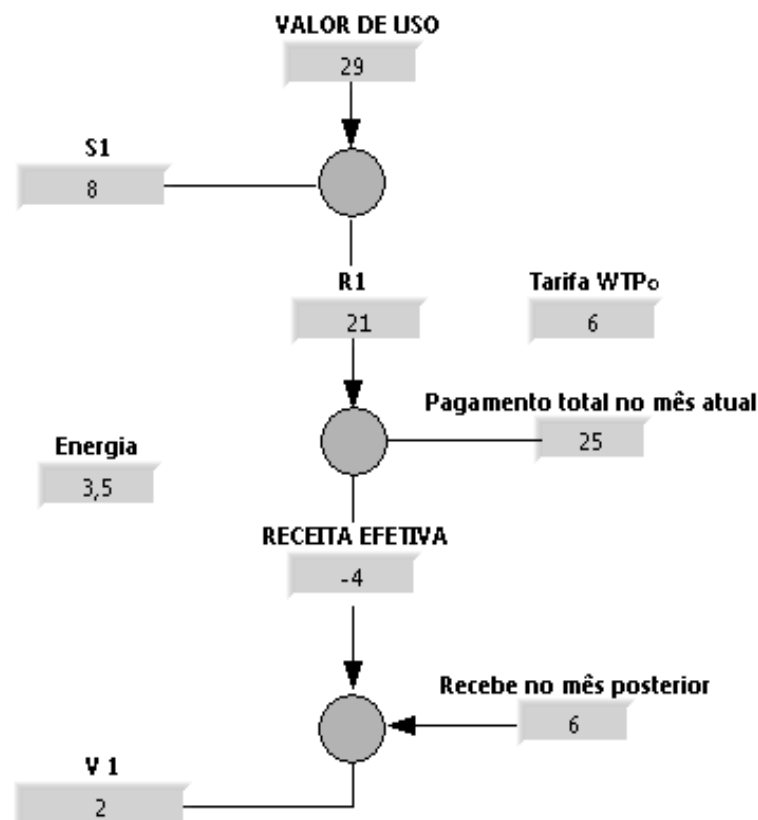 VALOR DE USO
29
S1
8
R1
21
Tarifa WTPo
6
Pagamento total no mês atual
25
Energia
3,5
RECEITA EFETIVA
-4
Recebe no mês posterior
6
V 1
2